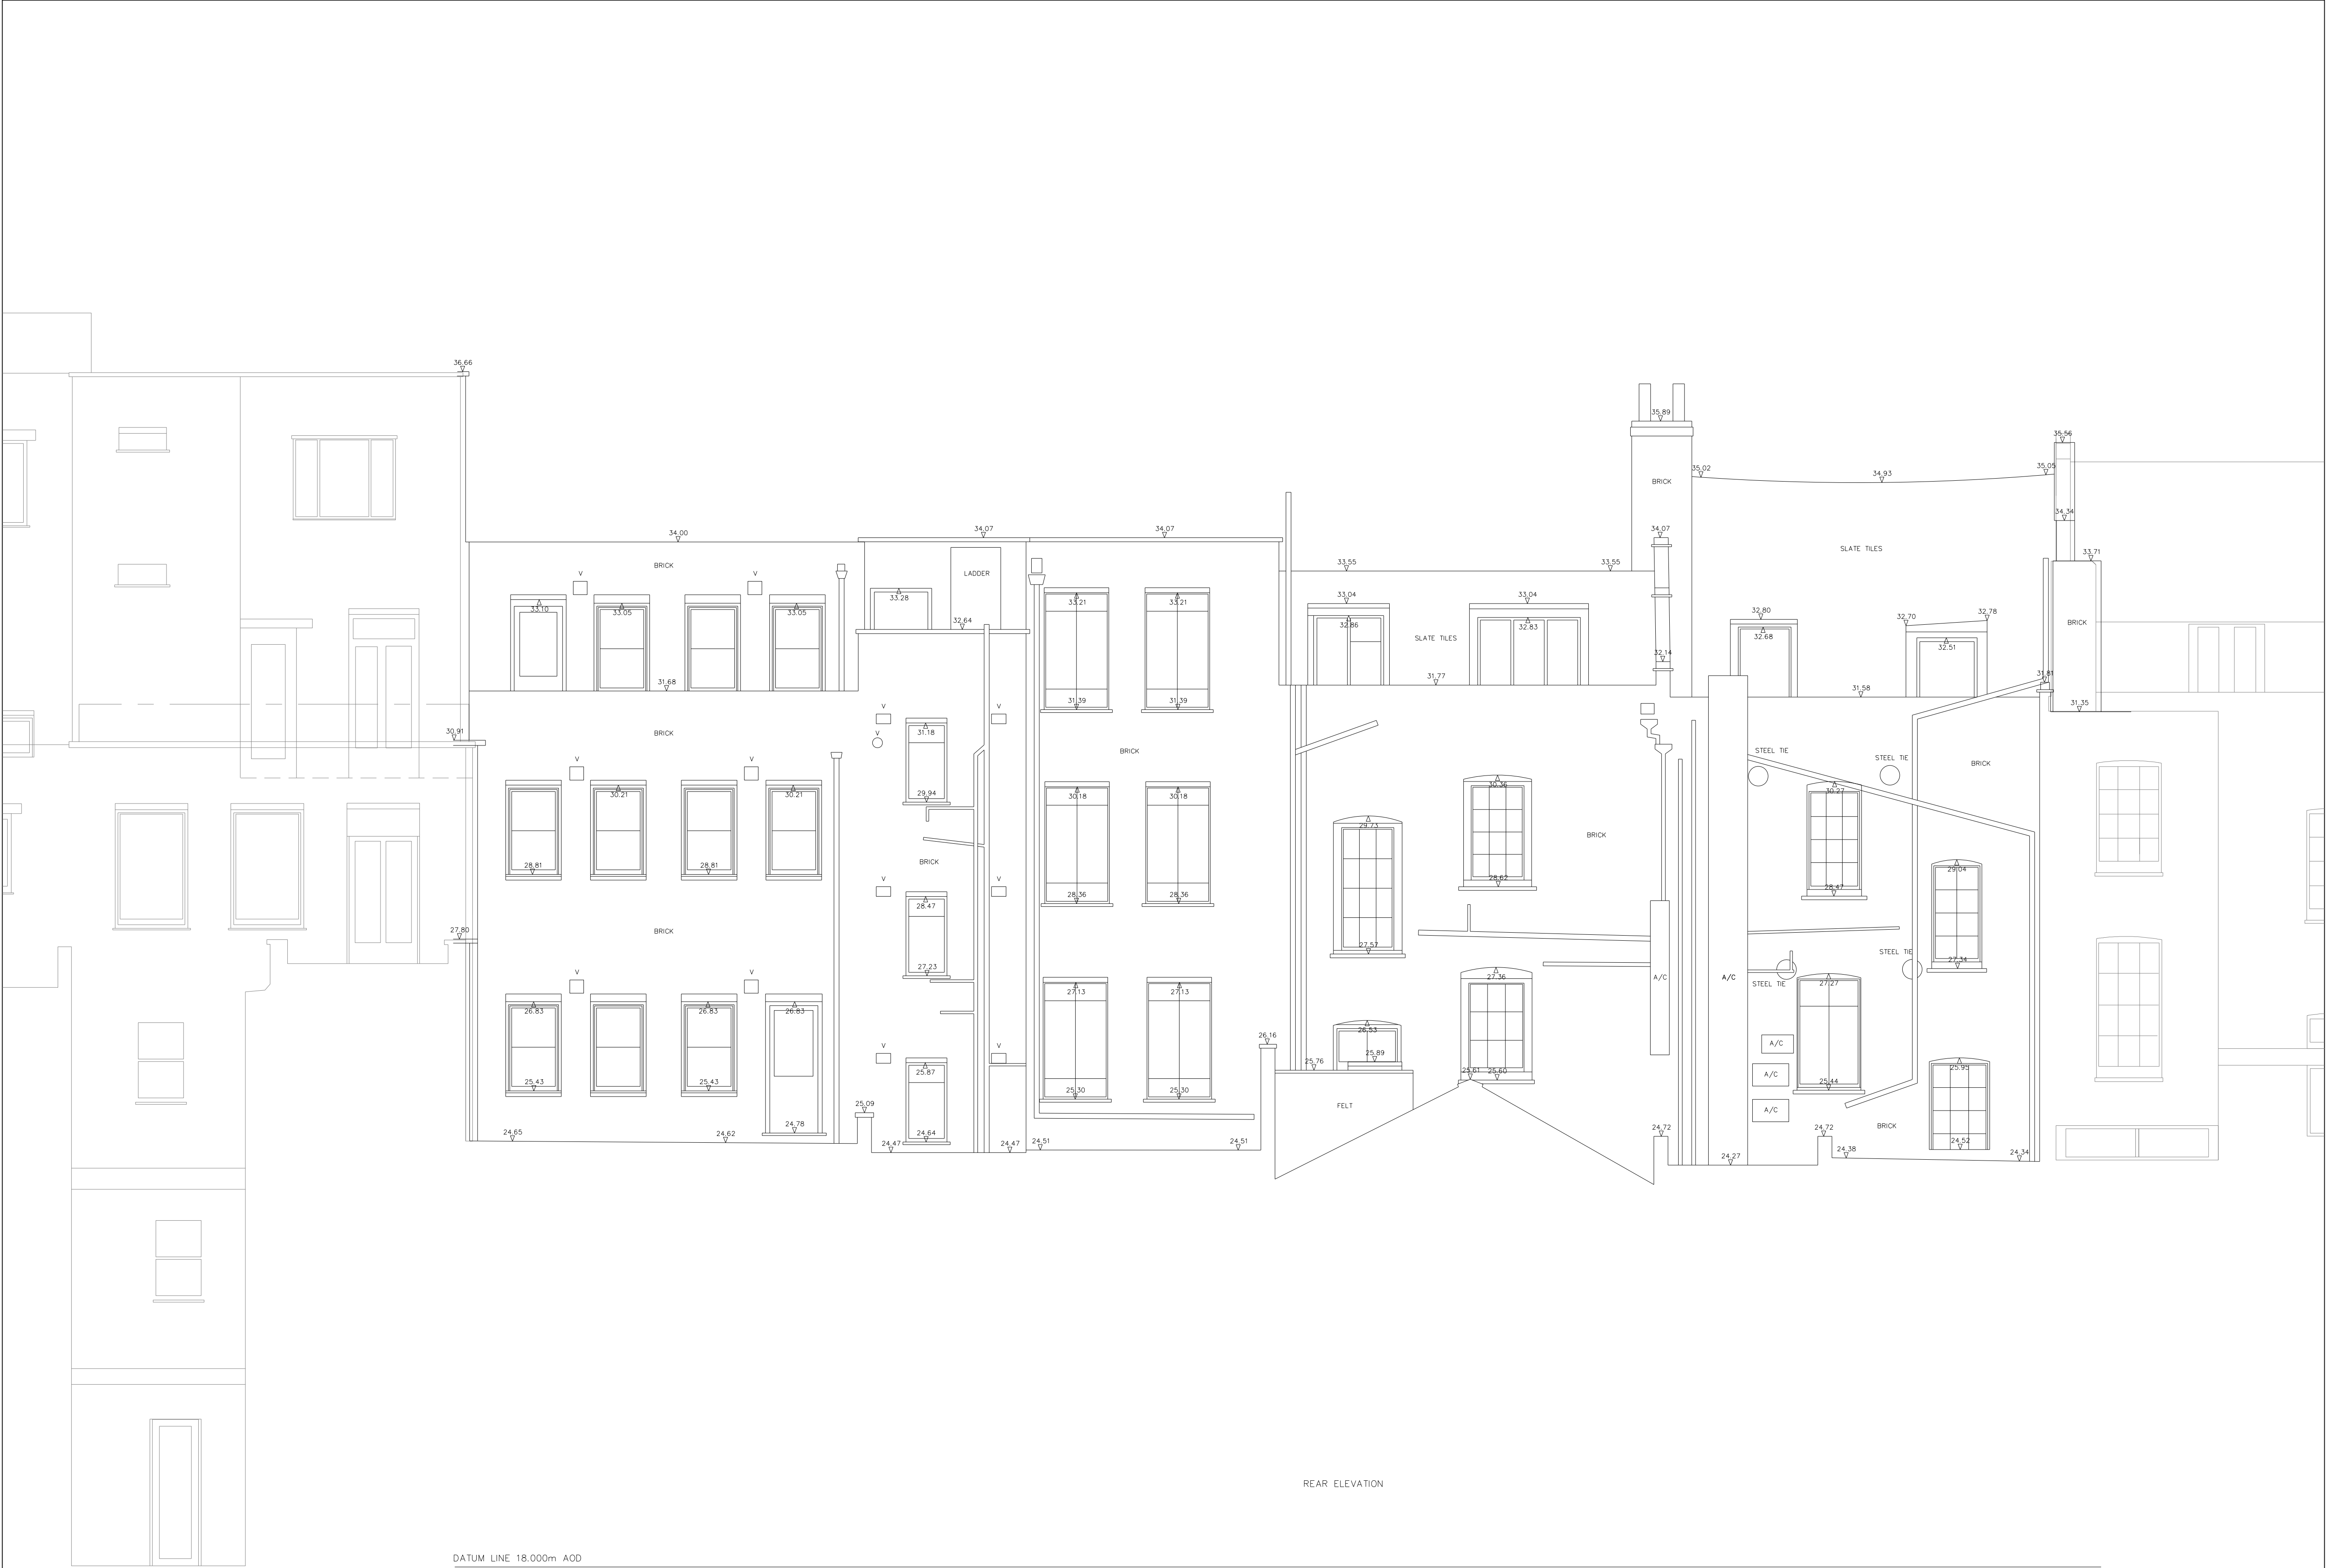 36.66
35.89
35.56
35.02
34.93
35.05
BRICK
34.34
34.00
34.07
34.07
34.07
SLATE TILES
33.71
BRICK
V
V
LADDER
33.55
33.55
33.10
33.05
33.05
33.28
33.21
33.21
33.04
33.04
32.80
32.70
32.78
32.64
32.86
32.83
32.68
32.51
BRICK
SLATE TILES
32.14
31.68
31.77
31.58
31.81
31.39
31.39
31.35
V
V
30.91
BRICK
V
31.18
BRICK
STEEL TIE
STEEL TIE
BRICK
V
V
30.21
30.21
29.94
30.18
30.18
30.36
30.27
29.73
BRICK
28.81
28.81
BRICK
29.04
V
V
28.36
28.36
28.62
28.47
28.47
27.80
BRICK
27.57
STEEL TIE
27.23
27.34
V
V
A/C
A/C
27.36
27.27
STEEL TIE
27.13
27.13
26.83
26.83
26.83
26.16
26.53
V
V
A/C
25.89
25.76
25.87
25.61
25.60
A/C
25.95
25.43
25.43
25.30
25.30
25.44
25.09
FELT
A/C
24.78
24.72
24.72
BRICK
24.65
24.62
24.64
24.47
24.47
24.51
24.51
24.52
24.38
24.34
24.27
REAR ELEVATION
DATUM LINE 18.000m AOD